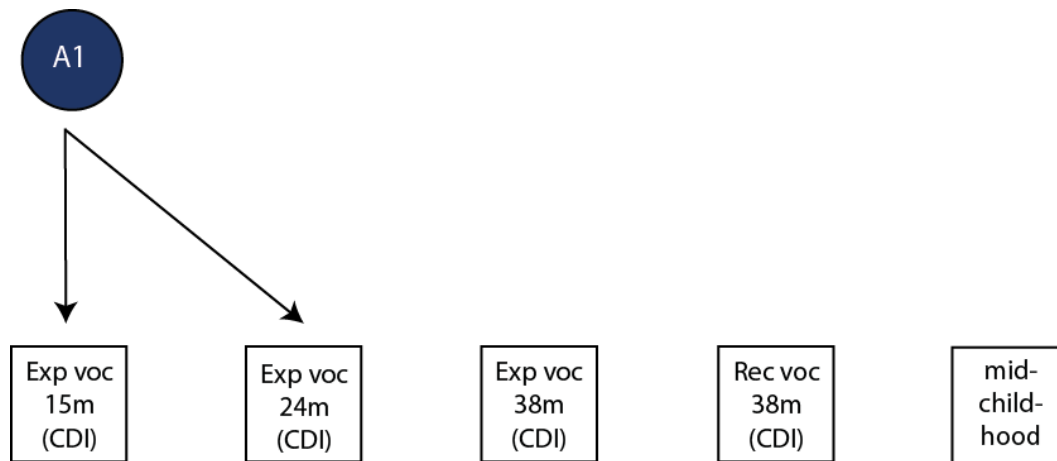 A1
Exp voc
15m
(CDI)
Exp voc
24m
(CDI)
Exp voc
38m
(CDI)
Rec voc
38m
(CDI)
mid-
child-
hood